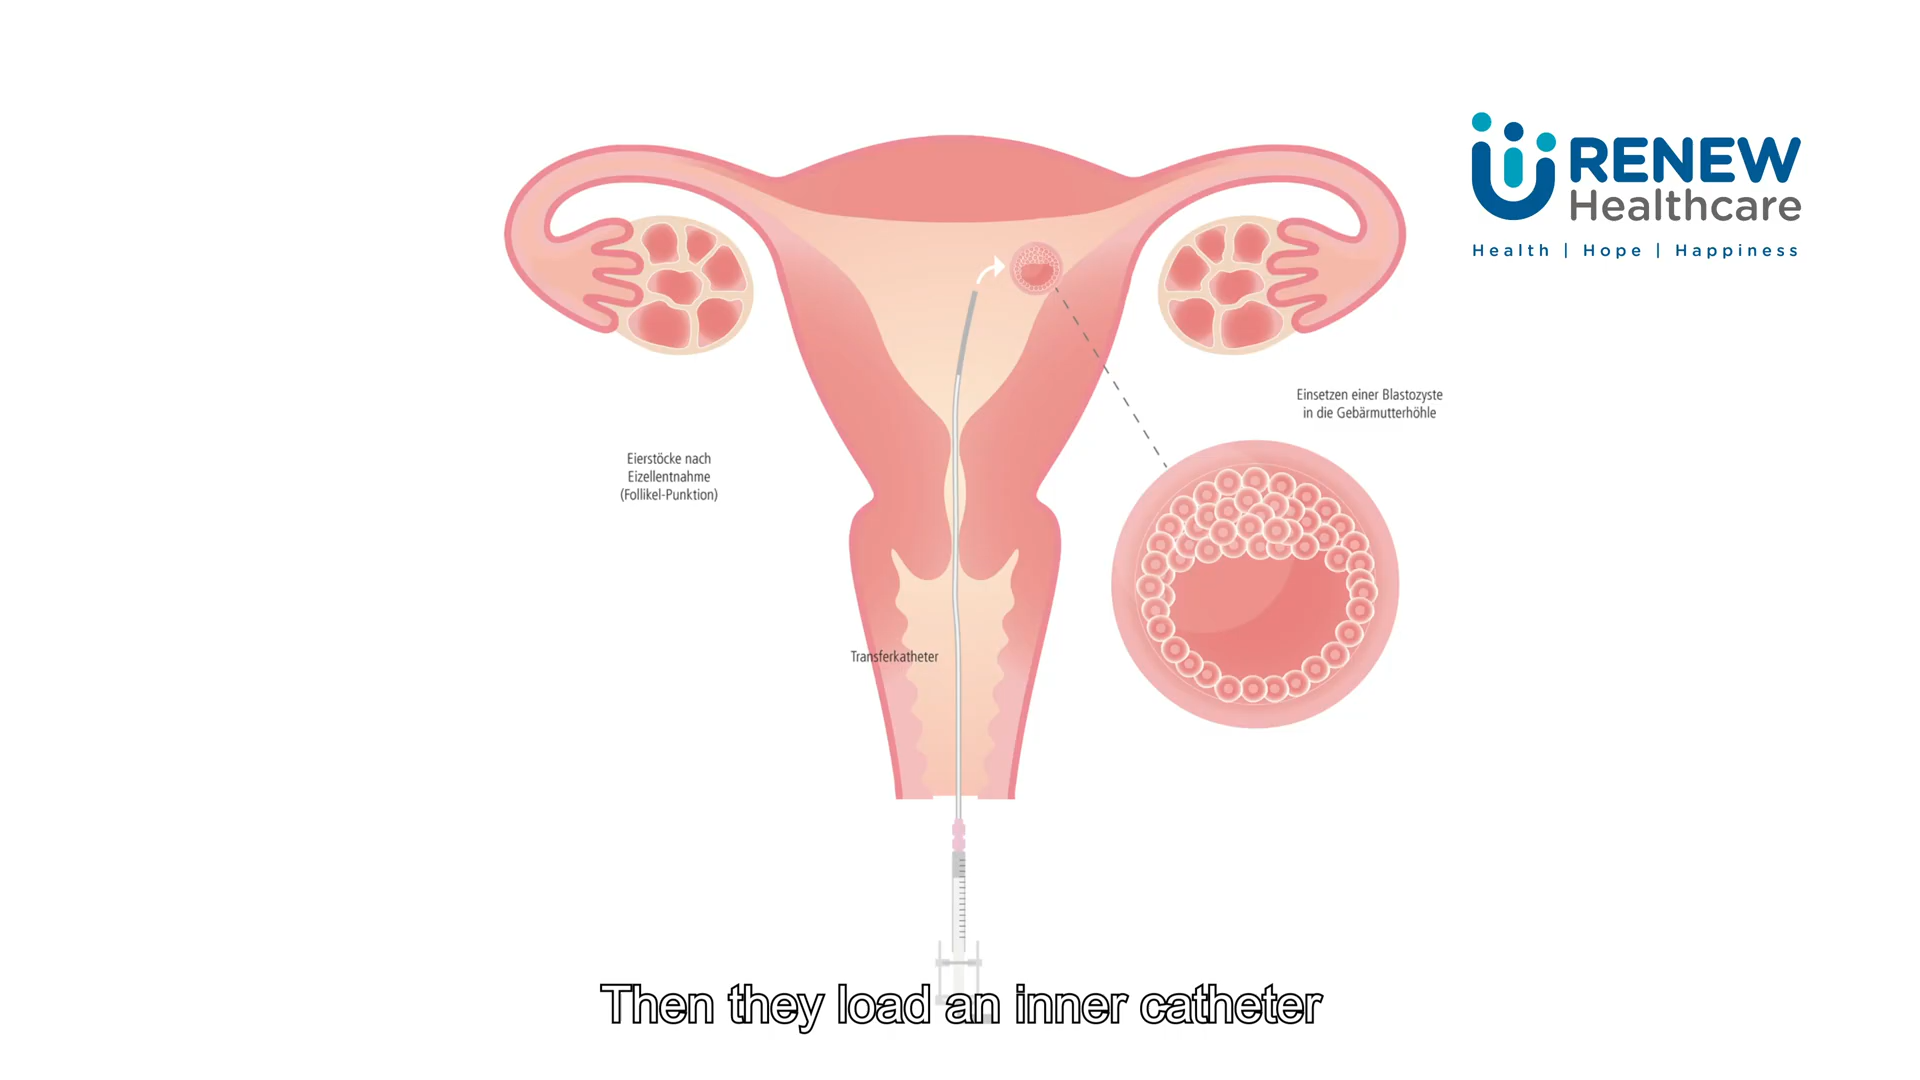 RENEW
Healthcare
Health | Hope | Happiness
Einsetzen einer Blastozyste
in die Gebärmutterhöhle
Eierstöcke nach
Eizellentnahme
(Follikel-Punktion)
Transferkatheter
Then they load an inner catheter